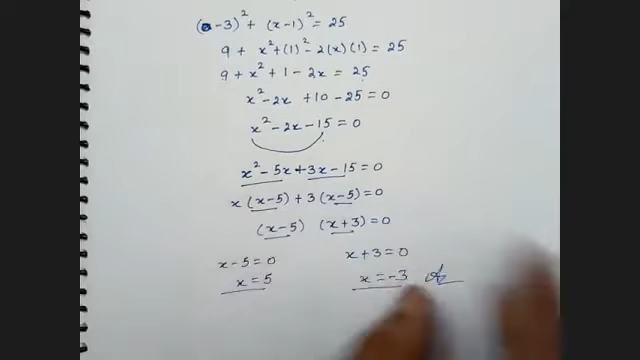 (-3)² + (x-1)² = 25
9 + x² + (1)² - 2(x)(1) = 25
9 + x² + 1 - 2x = 25
x² - 2x + 10 - 25 = 0
x² - 2x - 15 = 0
x² - 5x + 3x - 15 = 0
x(x-5) + 3(x-5) = 0
(x-5) (x+3) = 0
x - 5 = 0 x + 3 = 0
x = 5 x = -3